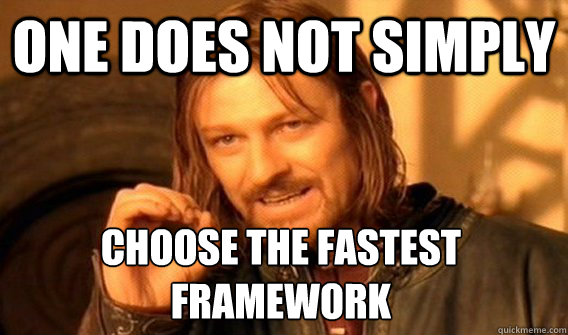 ONE DOES NOT SIMPLY
CHOOSE THE FASTEST
FRAMEWORK
quickmeme.com